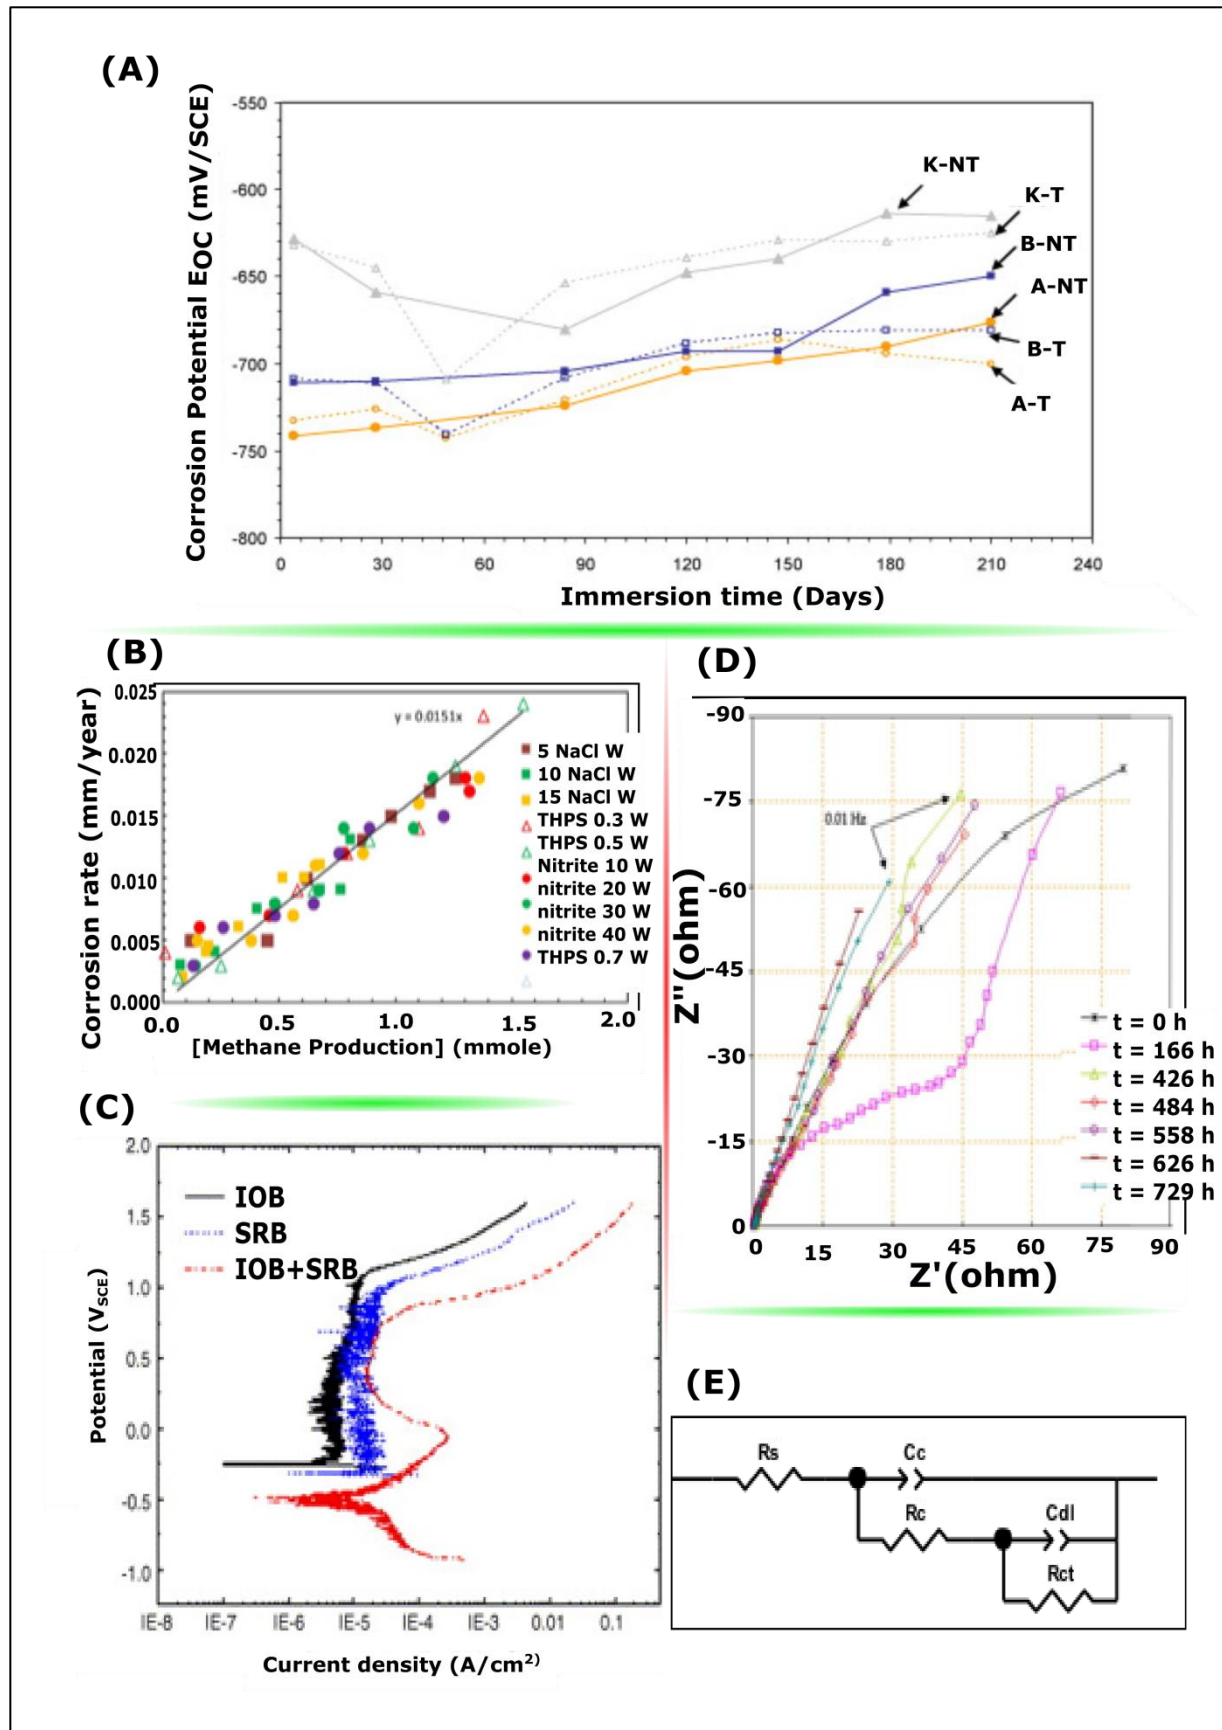 (A)
Corrosion Potential EOC (mV/SCE)
-550
-600
-650
-700
-750
-800
0 30 60 90 120 150 180 210 240
Immersion time (Days)
K-NT
K-T
B-NT
A-NT
B-T
A-T
(B)
Corrosion rate (mm/year)
0.025
0.020
0.015
0.010
0.005
0.000
0.0 0.5 1.0 1.5 2.0
[Methane Production] (mmole)
y = 0.0151x
5 NaCl W
10 NaCl W
15 NaCl W
THPS 0.3 W
THPS 0.5 W
Nitrite 10 W
nitrite 20 W
nitrite 30 W
nitrite 40 W
THPS 0.7 W
(C)
Potential (VSCE)
2.0
1.5
1.0
0.5
0.0
-0.5
-1.0
IOB
SRB
IOB+SRB
IE-8 IE-7 IE-6 IE-5 IE-4 IE-3 0.01 0.1
Current density (A/cm²)
(D)
Z"(ohm)
-90
-75
-60
-45
-30
-15
0
0 15 30 45 60 75 90
Z'(ohm)
0.01 Hz
t = 0 h
t = 166 h
t = 426 h
t = 484 h
t = 558 h
t = 626 h
t = 729 h
(E)
Rs
Cc
Rc
Cdl
Rct